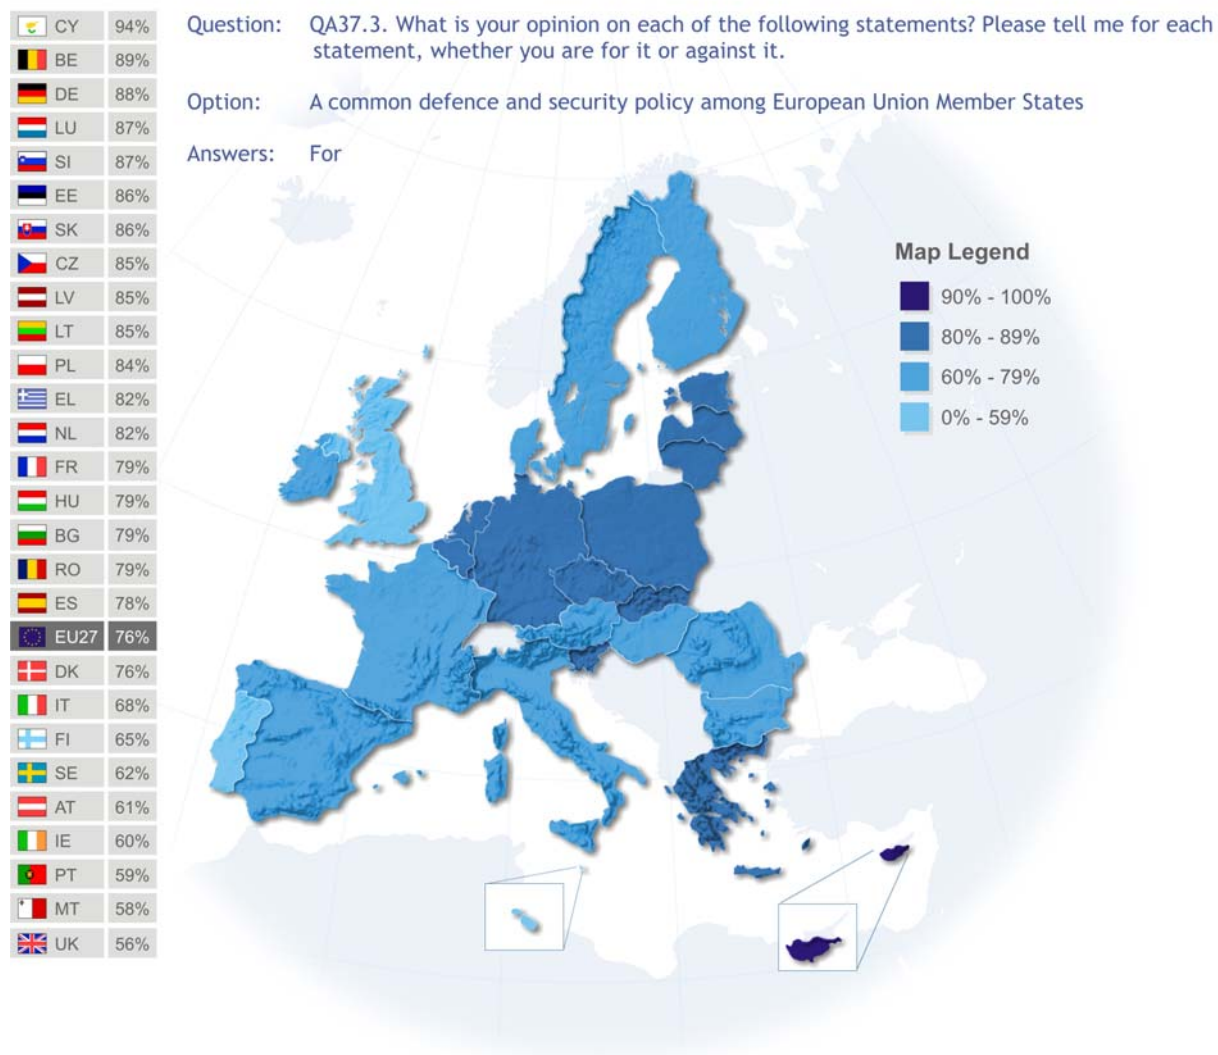 CY 94%
BE 89%
DE 88%
LU 87%
SI 87%
EE 86%
SK 86%
CZ 85%
LV 85%
LT 85%
PL 84%
EL 82%
NL 82%
FR 79%
HU 79%
BG 79%
RO 79%
ES 78%
EU27 76%
DK 76%
IT 68%
FI 65%
SE 62%
AT 61%
IE 60%
PT 59%
MT 58%
UK 56%
Question: QA37.3. What is your opinion on each of the following statements? Please tell me for each
statement, whether you are for it or against it.
Option: A common defence and security policy among European Union Member States
Answers: For
Map Legend
90% - 100%
80% - 89%
60% - 79%
0% - 59%